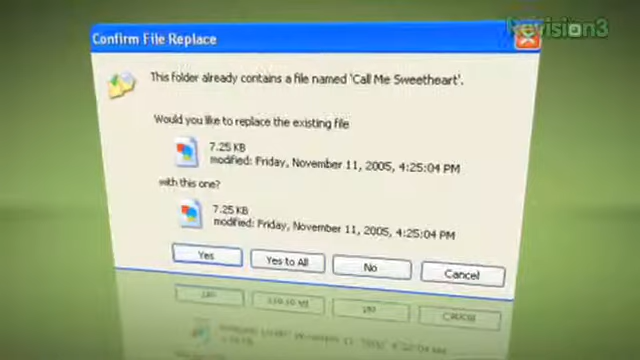 Revision3
Confirm File Replace
This folder already contains a file named 'Call Me Sweetheart'.
Would you like to replace the existing file
7.25 KB
modified: Friday, November 11, 2005, 4:25:04 PM
with this one?
7.25 KB
modified: Friday, November 11, 2005, 4:25:04 PM
Yes
Yes to All
No
Cancel